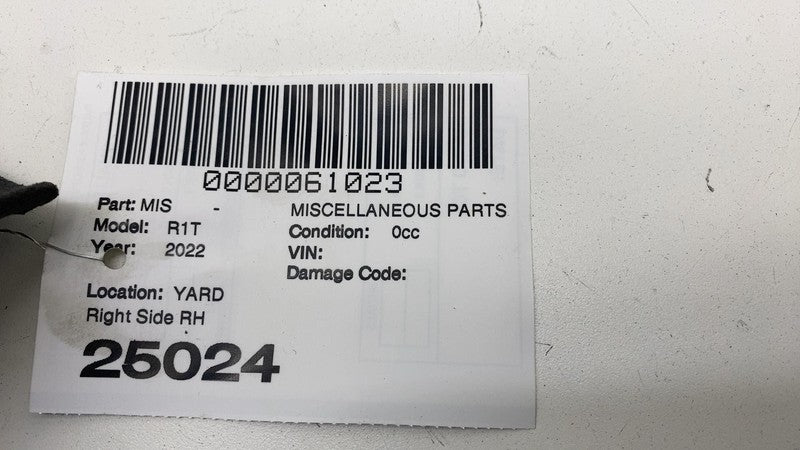 0000061023
Part: MIS - MISCELLANEOUS PARTS
Model: R1T Condition: 0cc
Year: 2022 VIN:
Damage Code:
Location: YARD
Right Side RH
25024